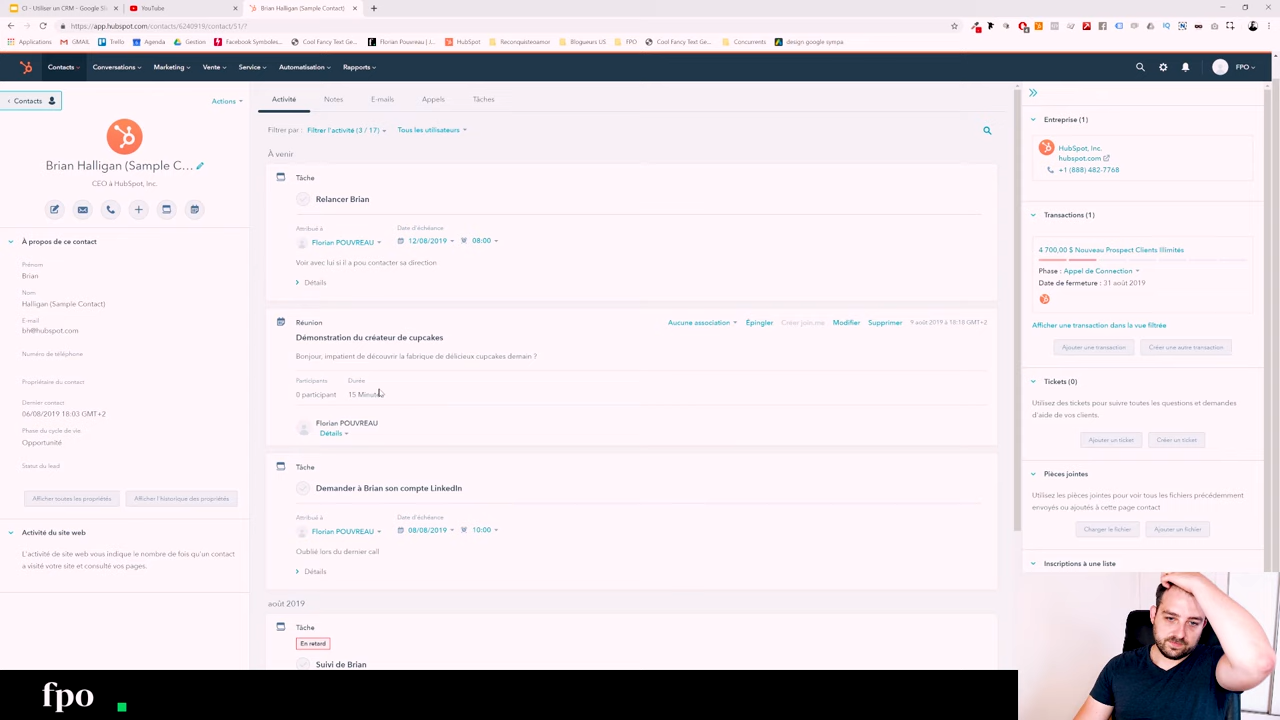 CI - Utiliser un CRM - Google Sli
YouTube
Brian Halligan (Sample Contact)
https://app.hubspot.com/contacts/6240919/contact/51/?
Applications
GMAIL
Trello
Agenda
Gestion
Facebook Symboles...
Cool Fancy Text Ge...
Florian Pouvreau | J...
HubSpot
Reconquisteamoir
Blogueurs US
FPO
Cool Fancy Text Ge...
Concurrents
design google sympa
Contacts
Conversations
Marketing
Vente
Service
Automatisation
Rapports
FPO
Contacts
Actions
Brian Halligan (Sample C...
CEO à HubSpot, Inc.
À propos de ce contact
Prénom
Brian
Nom
Halligan (Sample Contact)
E-mail
bh@hubspot.com
Numéro de téléphone
Propriétaire du contact
Dernier contact
06/08/2019 18:03 GMT+2
Phase du cycle de vie
Opportunité
Statut du lead
Afficher toutes les propriétés
Afficher l'historique des propriétés
Activité du site web
L'activité de site web vous indique le nombre de fois qu'un contact
a visité votre site et consulté vos pages.
Activité
Notes
E-mails
Appels
Tâches
Filtrer par :
Filtrer l'activité (3 / 17)
Tous les utilisateurs
À venir
Tâche
Relancer Brian
Attribué à
Date d'échéance
Florian POUVREAU
12/08/2019
08:00
Voir avec lui si il a pou contacter sa direction
Détails
Réunion
Aucune association
Épingler
Créer join.me
Modifier
Supprimer
9 août 2019 à 18:18 GMT+2
Démonstration du créateur de cupcakes
Bonjour, impatient de découvrir la fabrique de délicieux cupcakes demain ?
Participants
Durée
0 participant
15 Minutes
Florian POUVREAU
Détails
Tâche
Demander à Brian son compte LinkedIn
Attribué à
Date d'échéance
Florian POUVREAU
08/08/2019
10:00
Oublié lors du dernier call
Détails
août 2019
Tâche
En retard
Suivi de Brian
Entreprise (1)
HubSpot, Inc.
hubspot.com
+1 (888) 482-7768
Transactions (1)
4 700,00 $ Nouveau Prospect Clients Illimités
Phase : Appel de Connection
Date de fermeture : 31 août 2019
Afficher une transaction dans la vue filtrée
Ajouter une transaction
Créer une autre transaction
Tickets (0)
Utilisez des tickets pour suivre toutes les questions et demandes
d'aide de vos clients.
Ajouter un ticket
Créer un ticket
Pièces jointes
Utilisez les pièces jointes pour voir tous les fichiers précédemment
envoyés ou ajoutés à cette page contact
Charger le fichier
Ajouter un fichier
Inscriptions à une liste
fpo